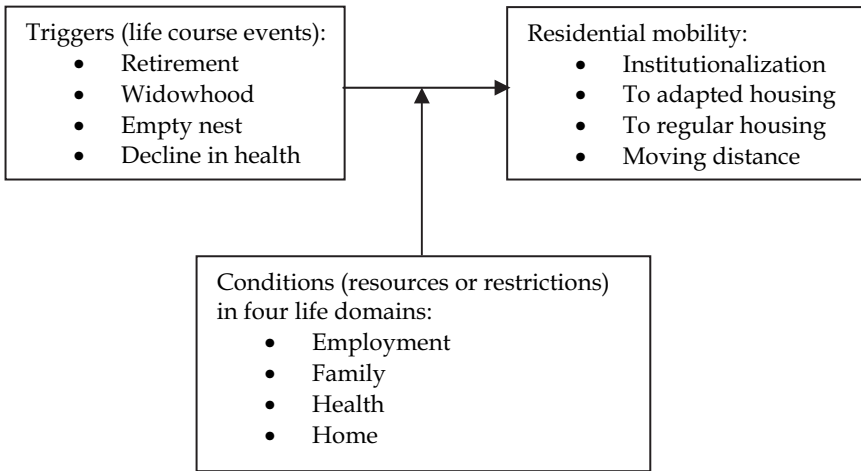 Triggers (life course events):
• Retirement
• Widowhood
• Empty nest
• Decline in health
Residential mobility:
• Institutionalization
• To adapted housing
• To regular housing
• Moving distance
Conditions (resources or restrictions)
in four life domains:
• Employment
• Family
• Health
• Home